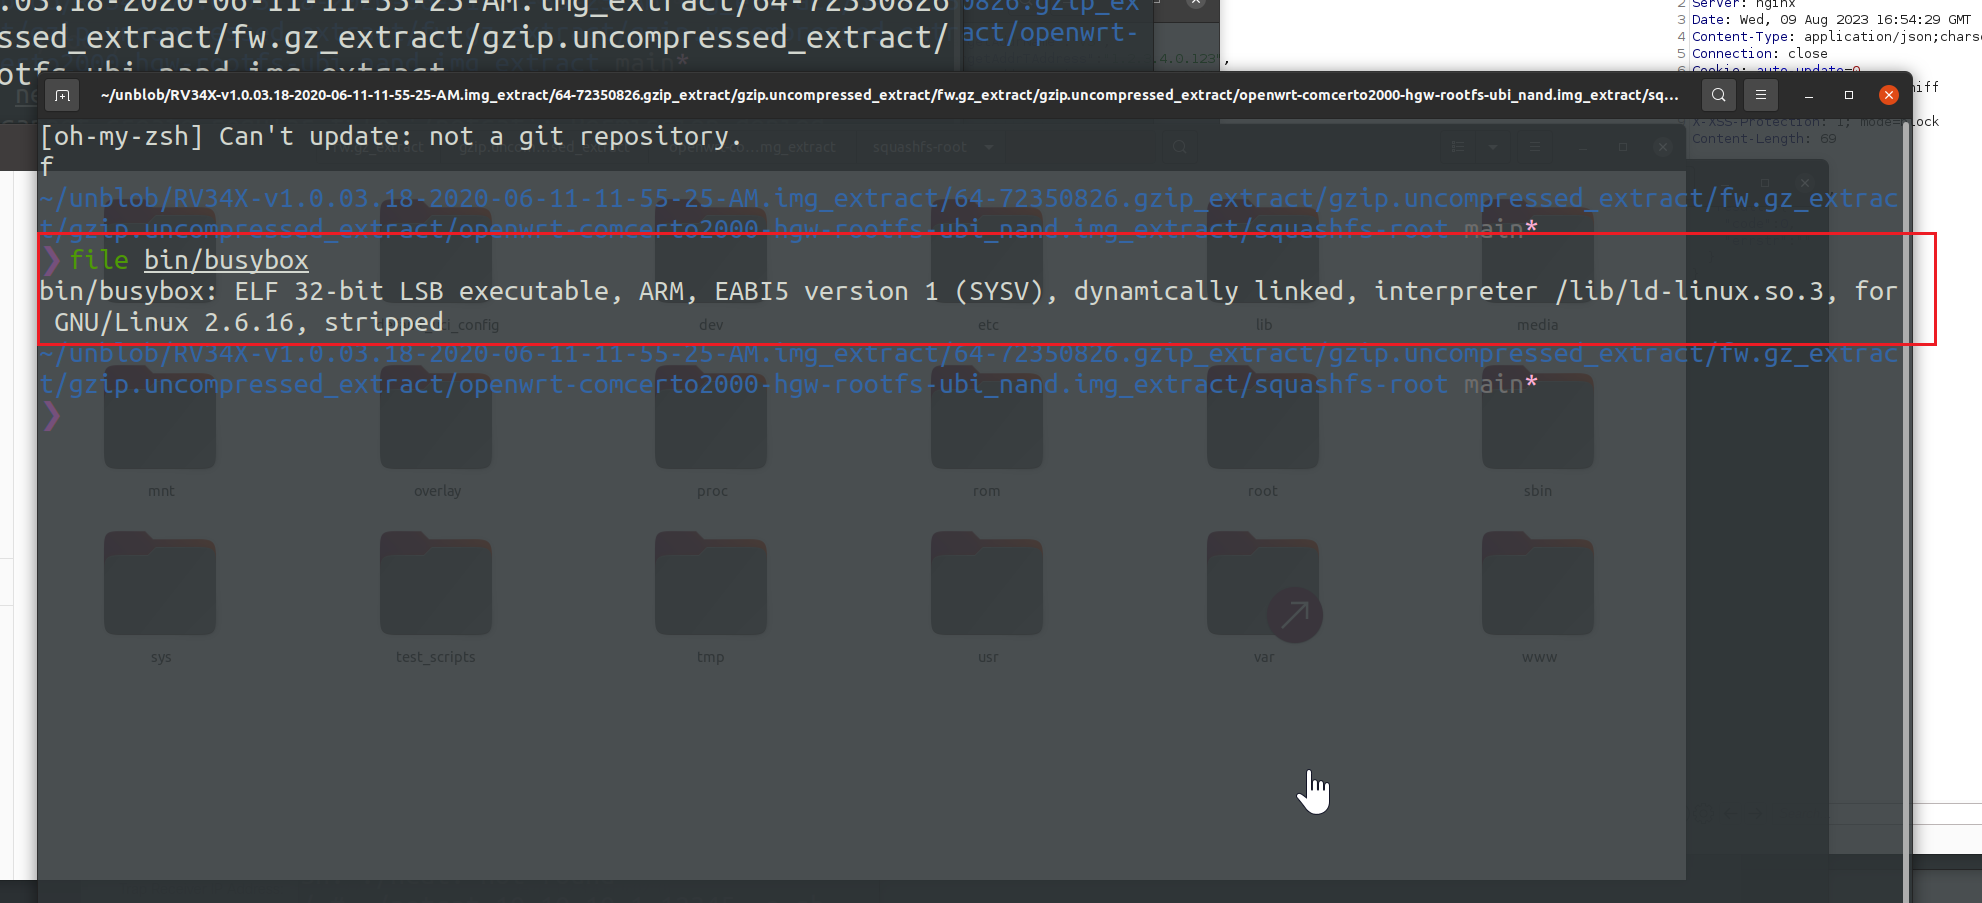 .03.18-2020-06-11-11-55-25-AM.img_extract/64-72350826
ssed_extract/fw.gz_extract/gzip.uncompressed_extract/
otfs-ubi_nand.img_extract
0826.gzip_ex
act/openwrt-
main*
.4.0.123",
2 Server: nginx
3 Date: Wed, 09 Aug 2023 16:54:29 GMT
4 Content-Type: application/json;chars
5 Connection: close
6 Cookie: auto_update=0
niff
X-XSS-Protection: 1; mode=block
Content-Length: 69
~/unblob/RV34X-v1.0.03.18-2020-06-11-11-55-25-AM.img_extract/64-72350826.gzip_extract/gzip.uncompressed_extract/fw.gz_extract/gzip.uncompressed_extract/openwrt-comcerto2000-hgw-rootfs-ubi_nand.img_extract/sq...
[oh-my-zsh] Can't update: not a git repository.
f
squashfs-root
~/unblob/RV34X-v1.0.03.18-2020-06-11-11-55-25-AM.img_extract/64-72350826.gzip_extract/gzip.uncompressed_extract/fw.gz_extrac
t/gzip.uncompressed_extract/openwrt-comcerto2000-hgw-rootfs-ubi_nand.img_extract/squashfs-root main*
❯ file bin/busybox
bin/busybox: ELF 32-bit LSB executable, ARM, EABI5 version 1 (SYSV), dynamically linked, interpreter /lib/ld-linux.so.3, for
GNU/Linux 2.6.16, stripped
dev etc lib media
~/unblob/RV34X-v1.0.03.18-2020-06-11-11-55-25-AM.img_extract/64-72350826.gzip_extract/gzip.uncompressed_extract/fw.gz_extrac
t/gzip.uncompressed_extract/openwrt-comcerto2000-hgw-rootfs-ubi_nand.img_extract/squashfs-root main*
❯
mnt overlay proc rom root sbin
sys test_scripts tmp usr var www